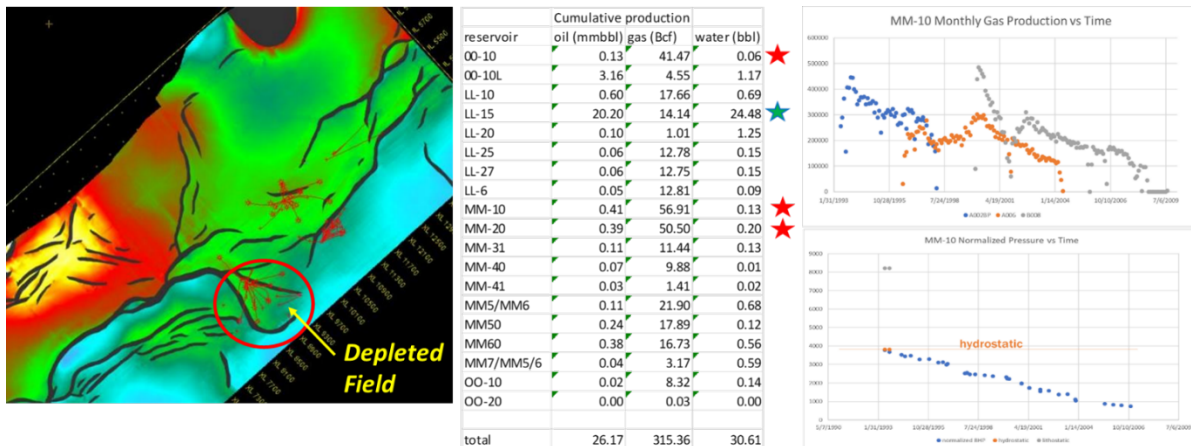 Depleted
Field
Cumulative production
reservoir oil (mmbbl) gas (Bcf) water (bbl)
00-10 0.13 41.47 0.06
00-10L 3.16 4.55 1.17
LL-10 0.60 17.66 0.69
LL-15 20.20 14.14 24.48
LL-20 0.10 1.01 1.25
LL-25 0.06 12.78 0.15
LL-27 0.06 12.75 0.15
LL-6 0.05 12.81 0.09
MM-10 0.41 56.91 0.13
MM-20 0.39 50.50 0.20
MM-31 0.11 11.44 0.13
MM-40 0.07 9.88 0.01
MM-41 0.03 1.41 0.02
MM5/MM6 0.11 21.90 0.68
MM50 0.24 17.89 0.12
MM60 0.38 16.73 0.56
MM7/MM5/6 0.04 3.17 0.59
OO-10 0.02 8.32 0.14
OO-20 0.00 0.03 0.00
total 26.17 315.36 30.61
MM-10 Monthly Gas Production vs Time
600000
500000
400000
300000
200000
100000
0
1/31/1990 10/28/1995 7/24/1998 4/19/2001 1/14/2004 10/10/2006 7/6/2009
A006 B008
MM-10 Normalized Pressure vs Time
9000
8000
7000
6000
5000
4000
3000
2000
1000
0
hydrostatic
5/7/1990 1/31/1993 10/28/1995 7/24/1998 4/19/2001 1/14/2004 10/10/2006 7/6/2009
normalized BHP hydrostatic lithostatic